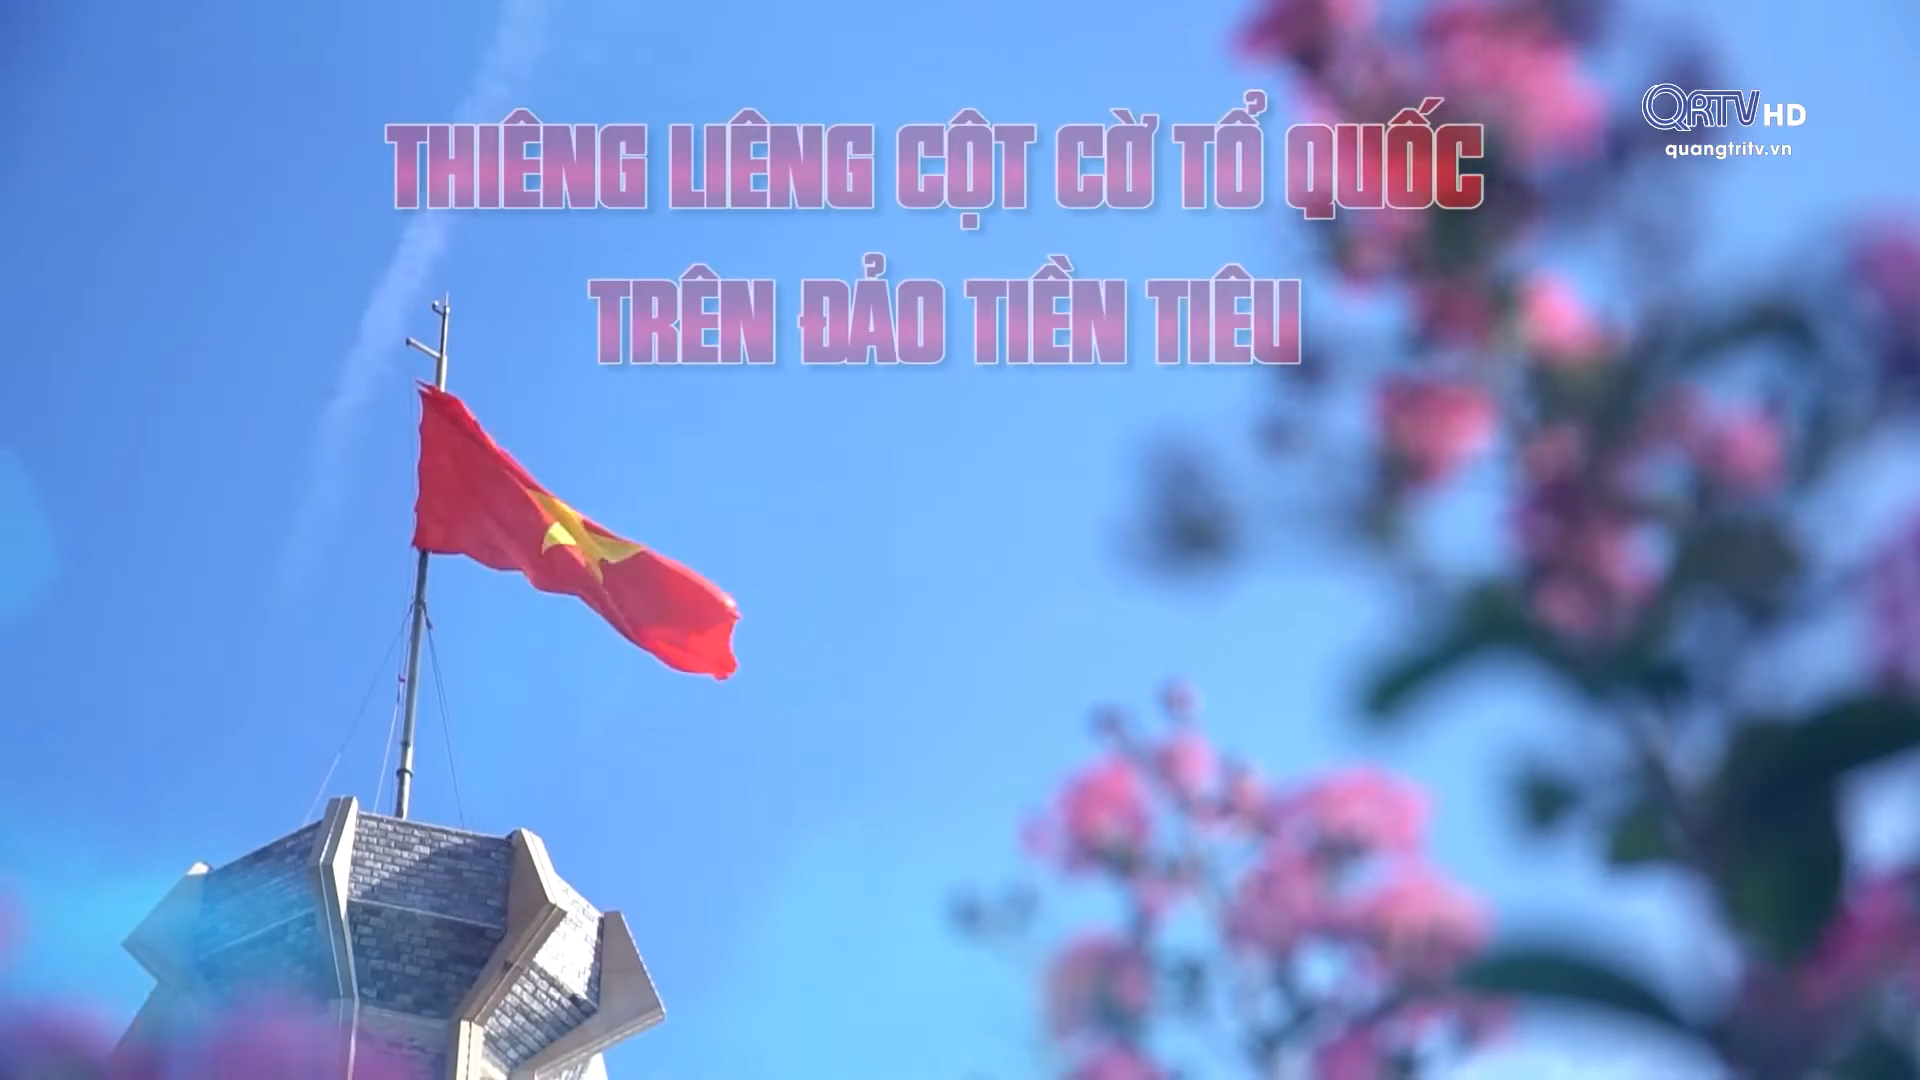 QRTV HD
quangtritv.vn
THIÊNG LIÊNG CỘT CỜ TỔ QUỐC
TRÊN ĐẢO TIỀN TIÊU